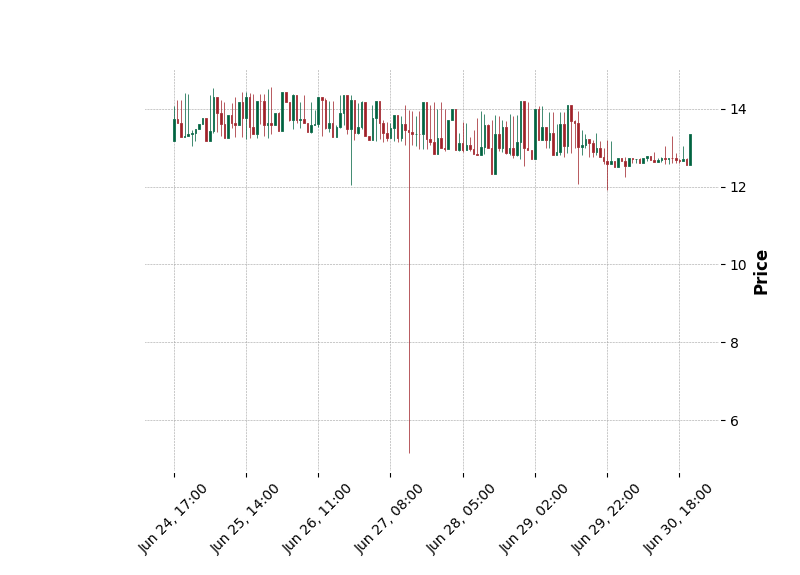 14
12
10
8
6
Price
Jun 24, 17:00
Jun 25, 14:00
Jun 26, 11:00
Jun 27, 08:00
Jun 28, 05:00
Jun 29, 02:00
Jun 29, 22:00
Jun 30, 18:00